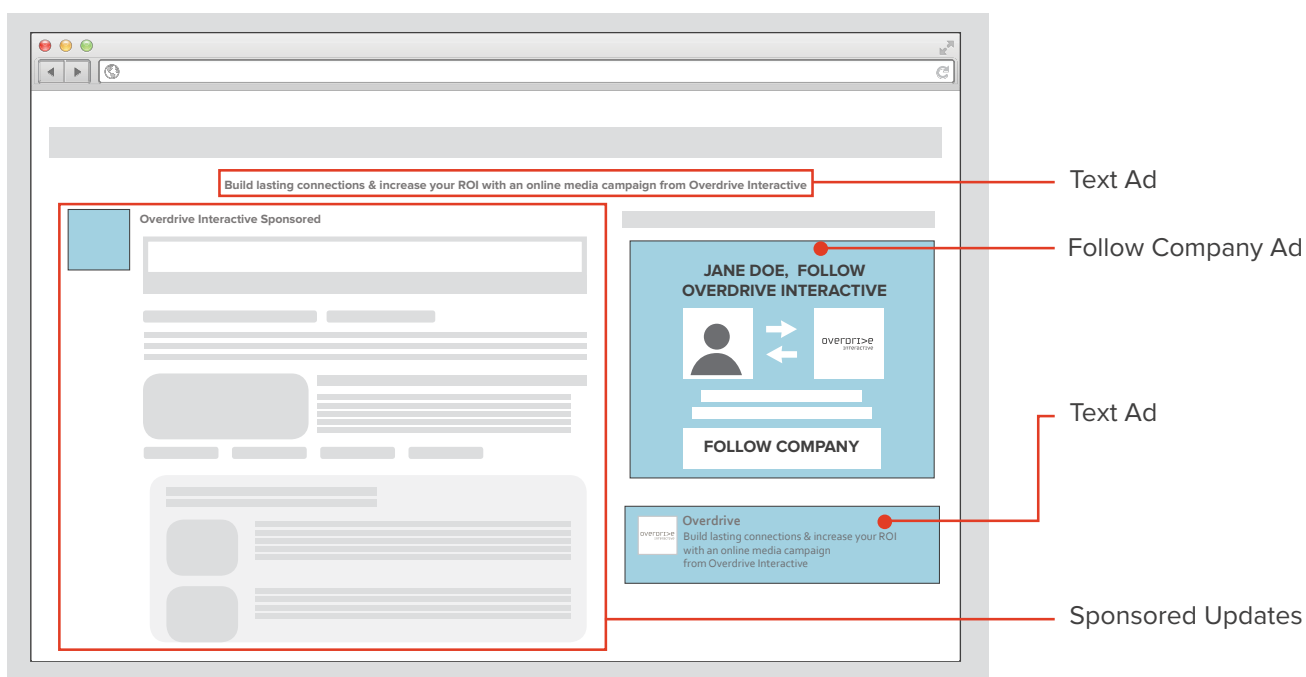 Build lasting connections & increase your ROI with an online media campaign from Overdrive Interactive
Text Ad
Overdrive Interactive Sponsored
Follow Company Ad
JANE DOE, FOLLOW
OVERDRIVE INTERACTIVE
overdri>e
interactive
FOLLOW COMPANY
Text Ad
overdri>e
interactive
Overdrive
Build lasting connections & increase your ROI
with an online media campaign
from Overdrive Interactive
Sponsored Updates